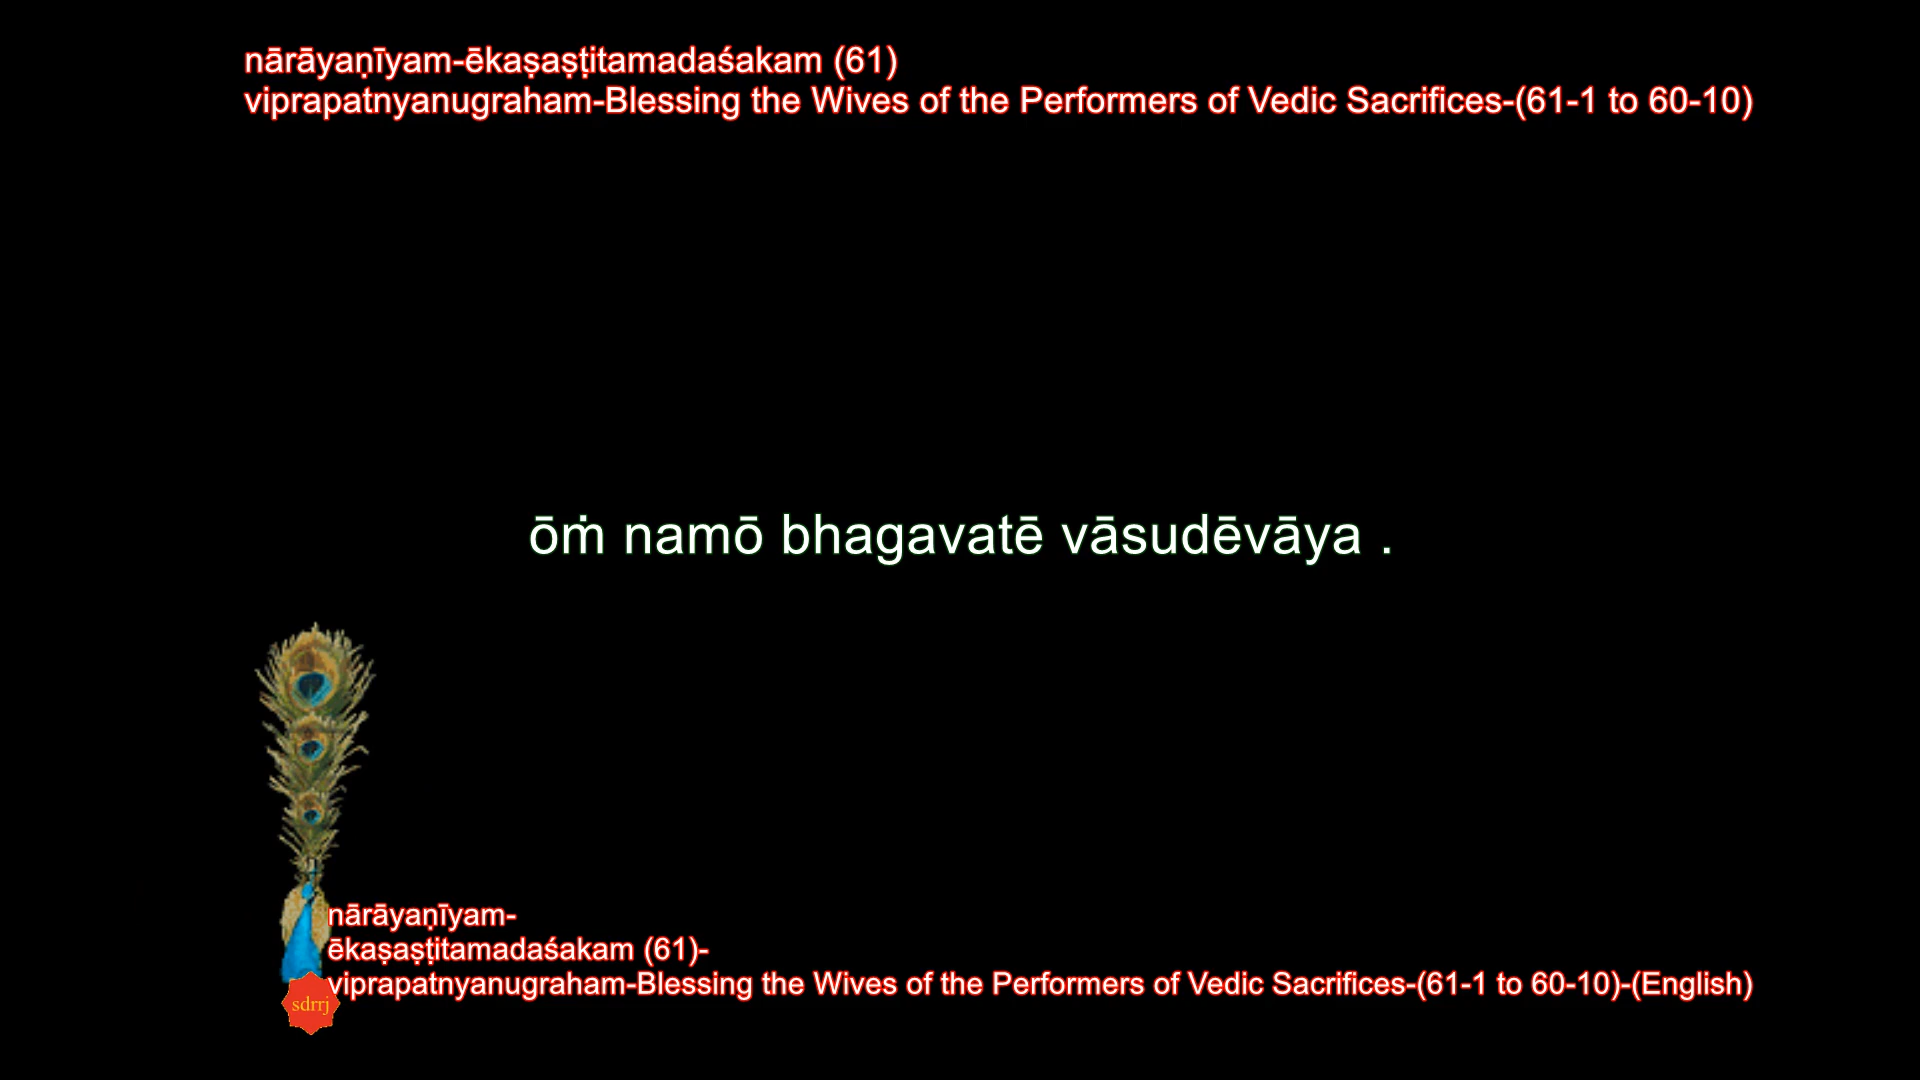 nārāyaṇīyam-ēkaṣaṣṭitamadaśakam (61)
viprapatnyanugraham-Blessing the Wives of the Performers of Vedic Sacrifices-(61-1 to 60-10)
ōṁ namō bhagavatē vāsudēvāya .
nārāyaṇīyam-
ēkaṣaṣṭitamadaśakam (61)-
viprapatnyanugraham-Blessing the Wives of the Performers of Vedic Sacrifices-(61-1 to 60-10)-(English)
sdrrj